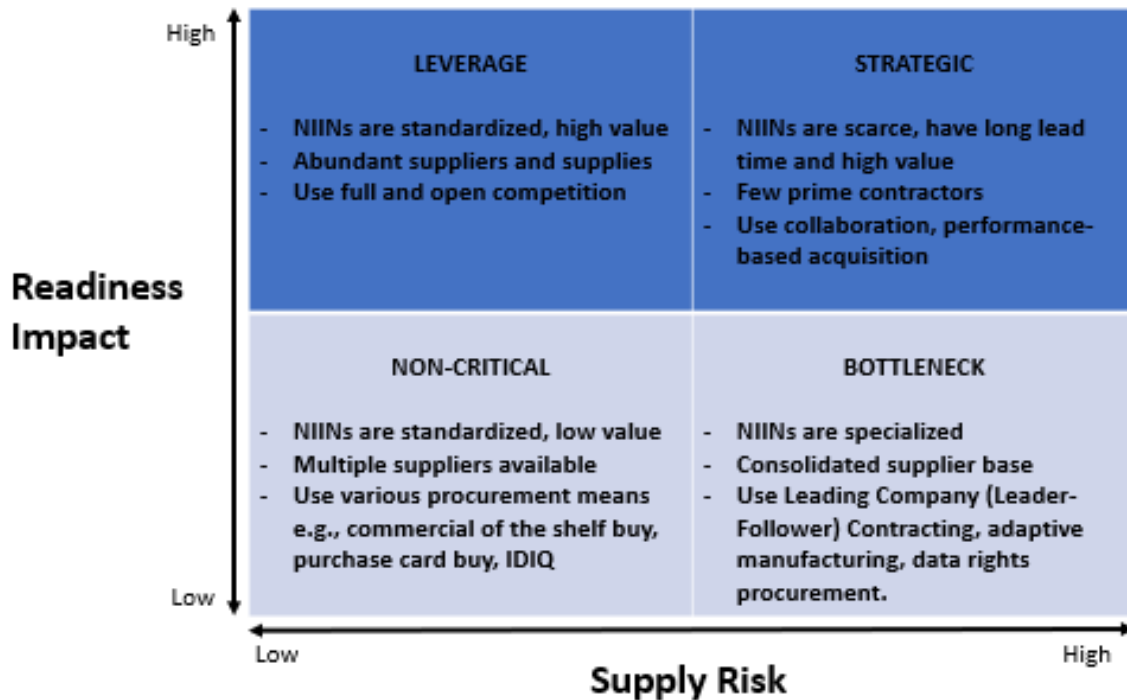 High
LEVERAGE
- NIINs are standardized, high value
- Abundant suppliers and supplies
- Use full and open competition
STRATEGIC
- NIINs are scarce, have long lead
time and high value
- Few prime contractors
- Use collaboration, performance-
based acquisition
Readiness
Impact
NON-CRITICAL
- NIINs are standardized, low value
- Multiple suppliers available
- Use various procurement means
e.g., commercial of the shelf buy,
purchase card buy, IDIQ
BOTTLENECK
- NIINs are specialized
- Consolidated supplier base
- Use Leading Company (Leader-
Follower) Contracting, adaptive
manufacturing, data rights
procurement.
Low
Low
High
Supply Risk